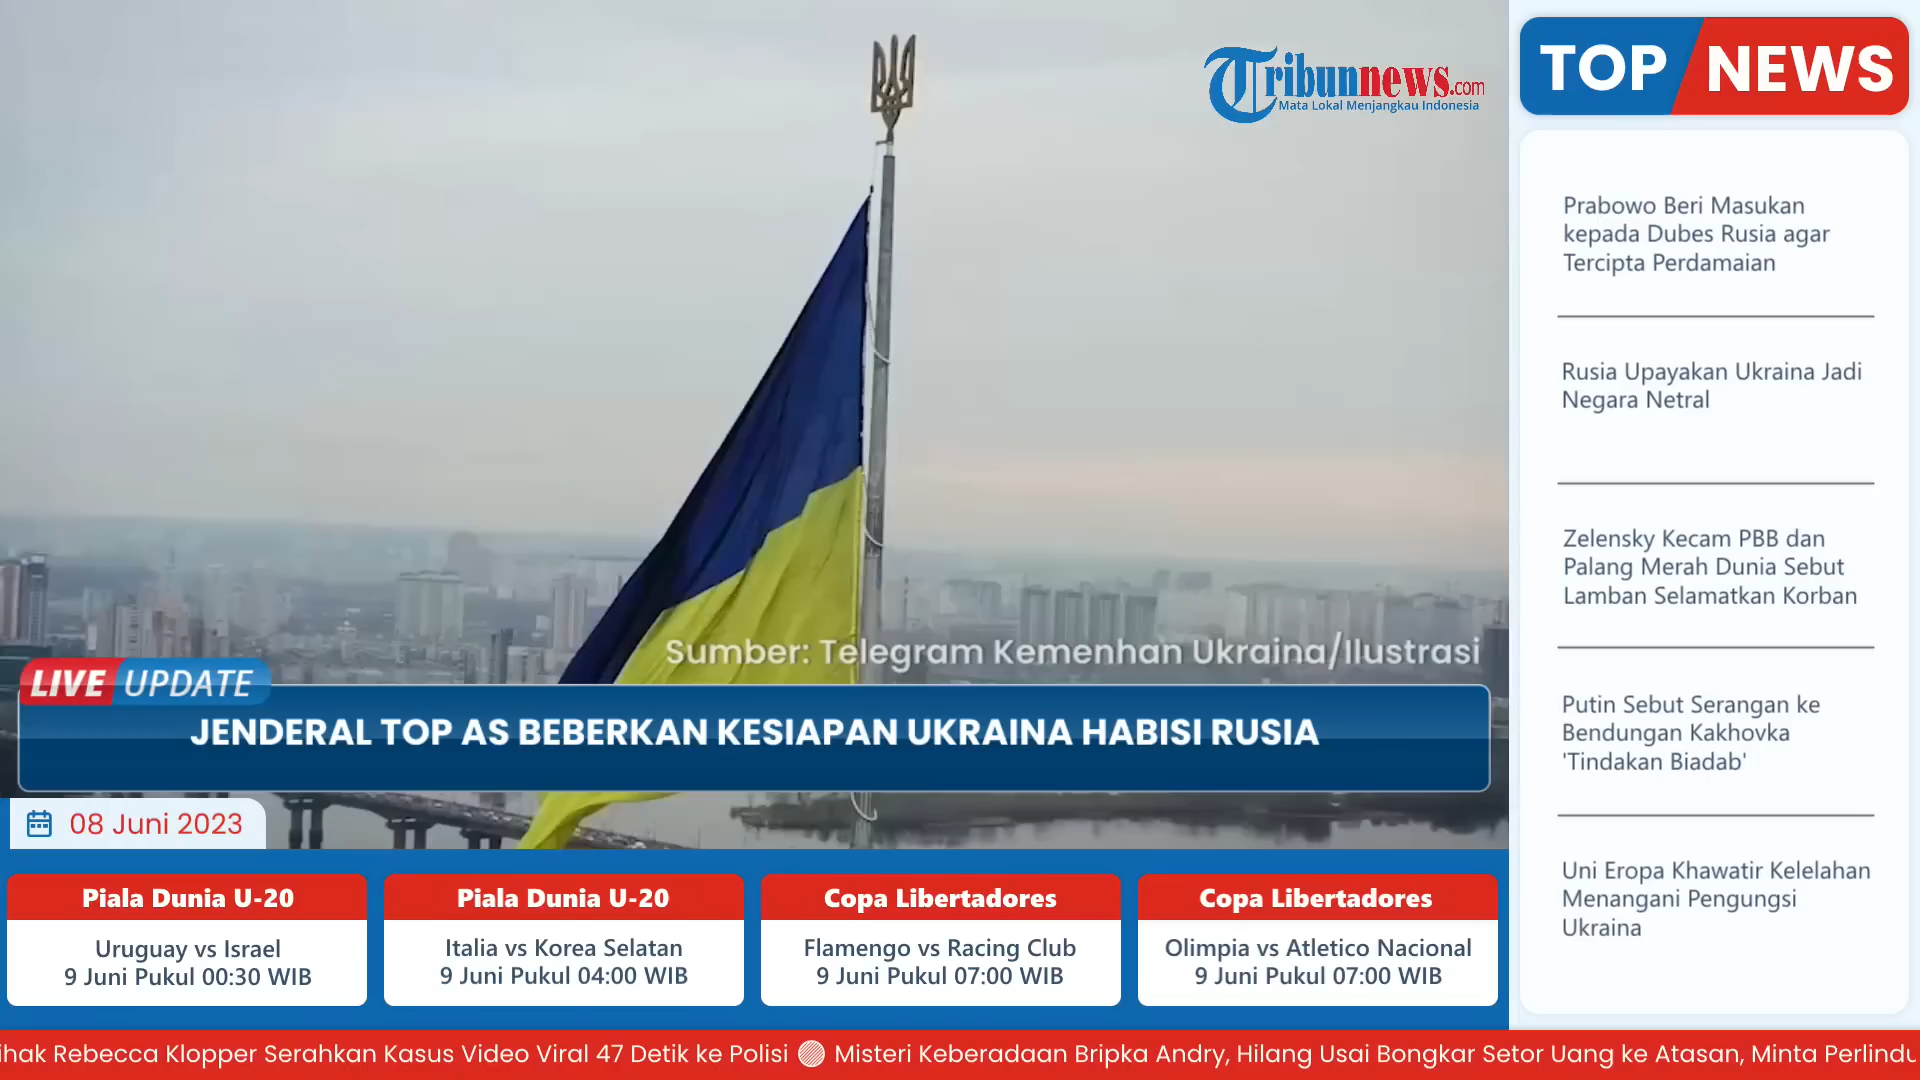 Tribunnews.com
Mata Lokal Menjangkau Indonesia
TOP NEWS
Prabowo Beri Masukan
kepada Dubes Rusia agar
Tercipta Perdamaian
Rusia Upayakan Ukraina Jadi
Negara Netral
Zelensky Kecam PBB dan
Palang Merah Dunia Sebut
Lamban Selamatkan Korban
Putin Sebut Serangan ke
Bendungan Kakhovka
'Tindakan Biadab'
Uni Eropa Khawatir Kelelahan
Menangani Pengungsi
Ukraina
Sumber: Telegram Kemenhan Ukraina/Ilustrasi
LIVE UPDATE
JENDERAL TOP AS BEBERKAN KESIAPAN UKRAINA HABISI RUSIA
08 Juni 2023
Piala Dunia U-20
Uruguay vs Israel
9 Juni Pukul 00:30 WIB
Piala Dunia U-20
Italia vs Korea Selatan
9 Juni Pukul 04:00 WIB
Copa Libertadores
Flamengo vs Racing Club
9 Juni Pukul 07:00 WIB
Copa Libertadores
Olimpia vs Atletico Nacional
9 Juni Pukul 07:00 WIB
ihak Rebecca Klopper Serahkan Kasus Video Viral 47 Detik ke Polisi Misteri Keberadaan Bripka Andry, Hilang Usai Bongkar Setor Uang ke Atasan, Minta Perlindu